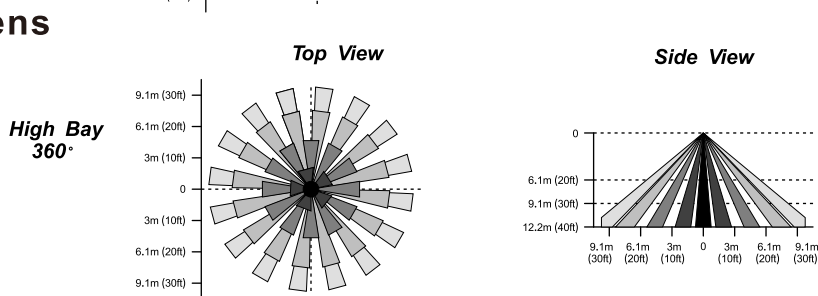 ens
Top View
Side View
High Bay
360°
9.1m (30ft)
6.1m (20ft)
3m (10ft)
0
3m (10ft)
6.1m (20ft)
9.1m (30ft)
0
6.1m (20ft)
9.1m (30ft)
12.2m (40ft)
9.1m 6.1m 3m 0 3m 6.1m 9.1m
(30ft) (20ft) (10ft) (10ft) (20ft) (30ft)